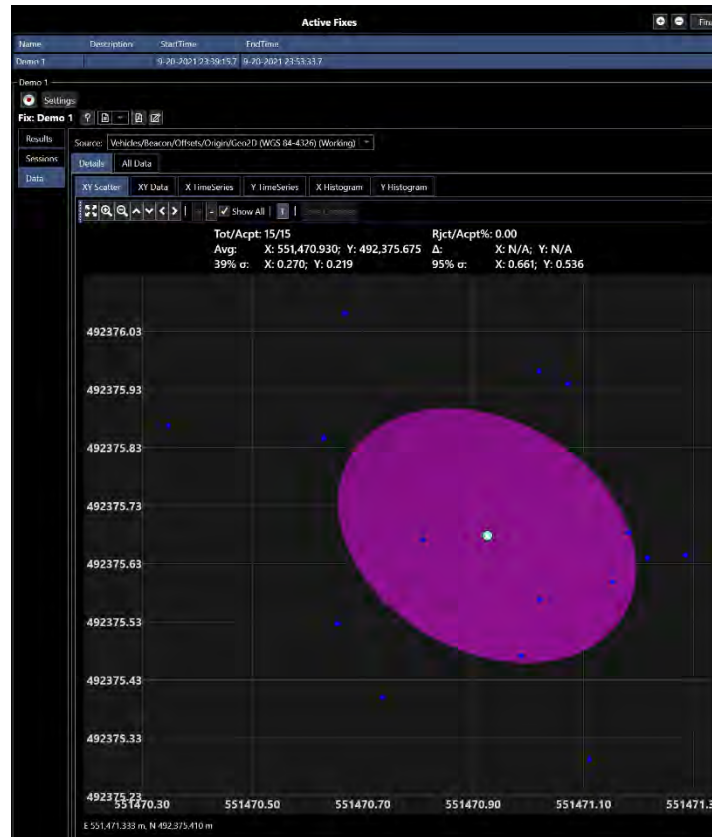 Active Fixes
Name Description StartTime EndTime
Demo 1 9-20-2021 23:39:15.7 9-20-2021 23:53:33.7
Demo 1
Settings
Fix: Demo 1
Results
Sessions
Data
Source: Vehicles/Beacon/Offsets/Origin/Geo2D (WGS 84-4326) (Working)
Details All Data
XY Scatter XY Data X TimeSeries Y TimeSeries X Histogram Y Histogram
Show All
Tot/Acpt: 15/15 Rjct/Acpt%: 0.00
Avg: X: 551,470.930; Y: 492,375.675 Δ: X: N/A; Y: N/A
39% σ: X: 0.270; Y: 0.219 95% σ: X: 0.661; Y: 0.536
492376.03
492375.93
492375.83
492375.73
492375.63
492375.53
492375.43
492375.33
492375.23
551470.30 551470.50 551470.70 551470.90 551471.10 551471.3
E 551,471.333 m, N 492,375.410 m